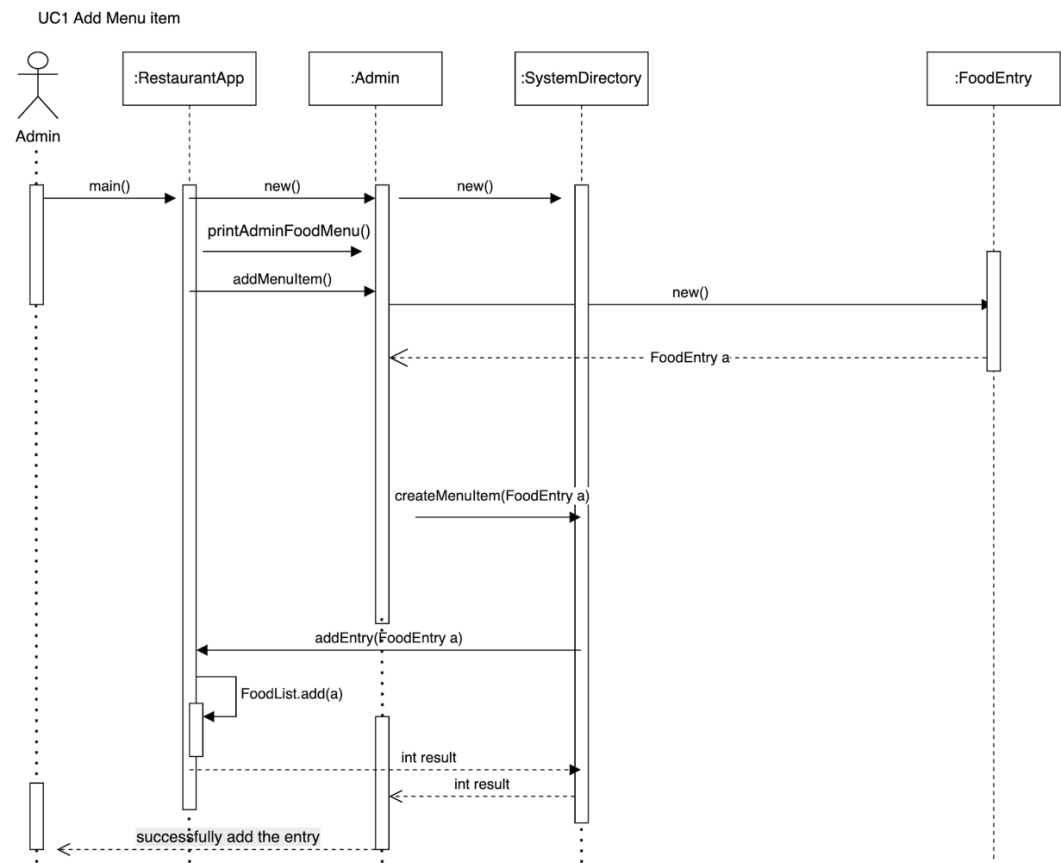 UC1 Add Menu item
:RestaurantApp
:Admin
:SystemDirectory
:FoodEntry
Admin
main()
new()
new()
printAdminFoodMenu()
addMenuItem()
new()
FoodEntry a
createMenuItem(FoodEntry a)
addEntry(FoodEntry a)
FoodList.add(a)
int result
int result
successfully add the entry